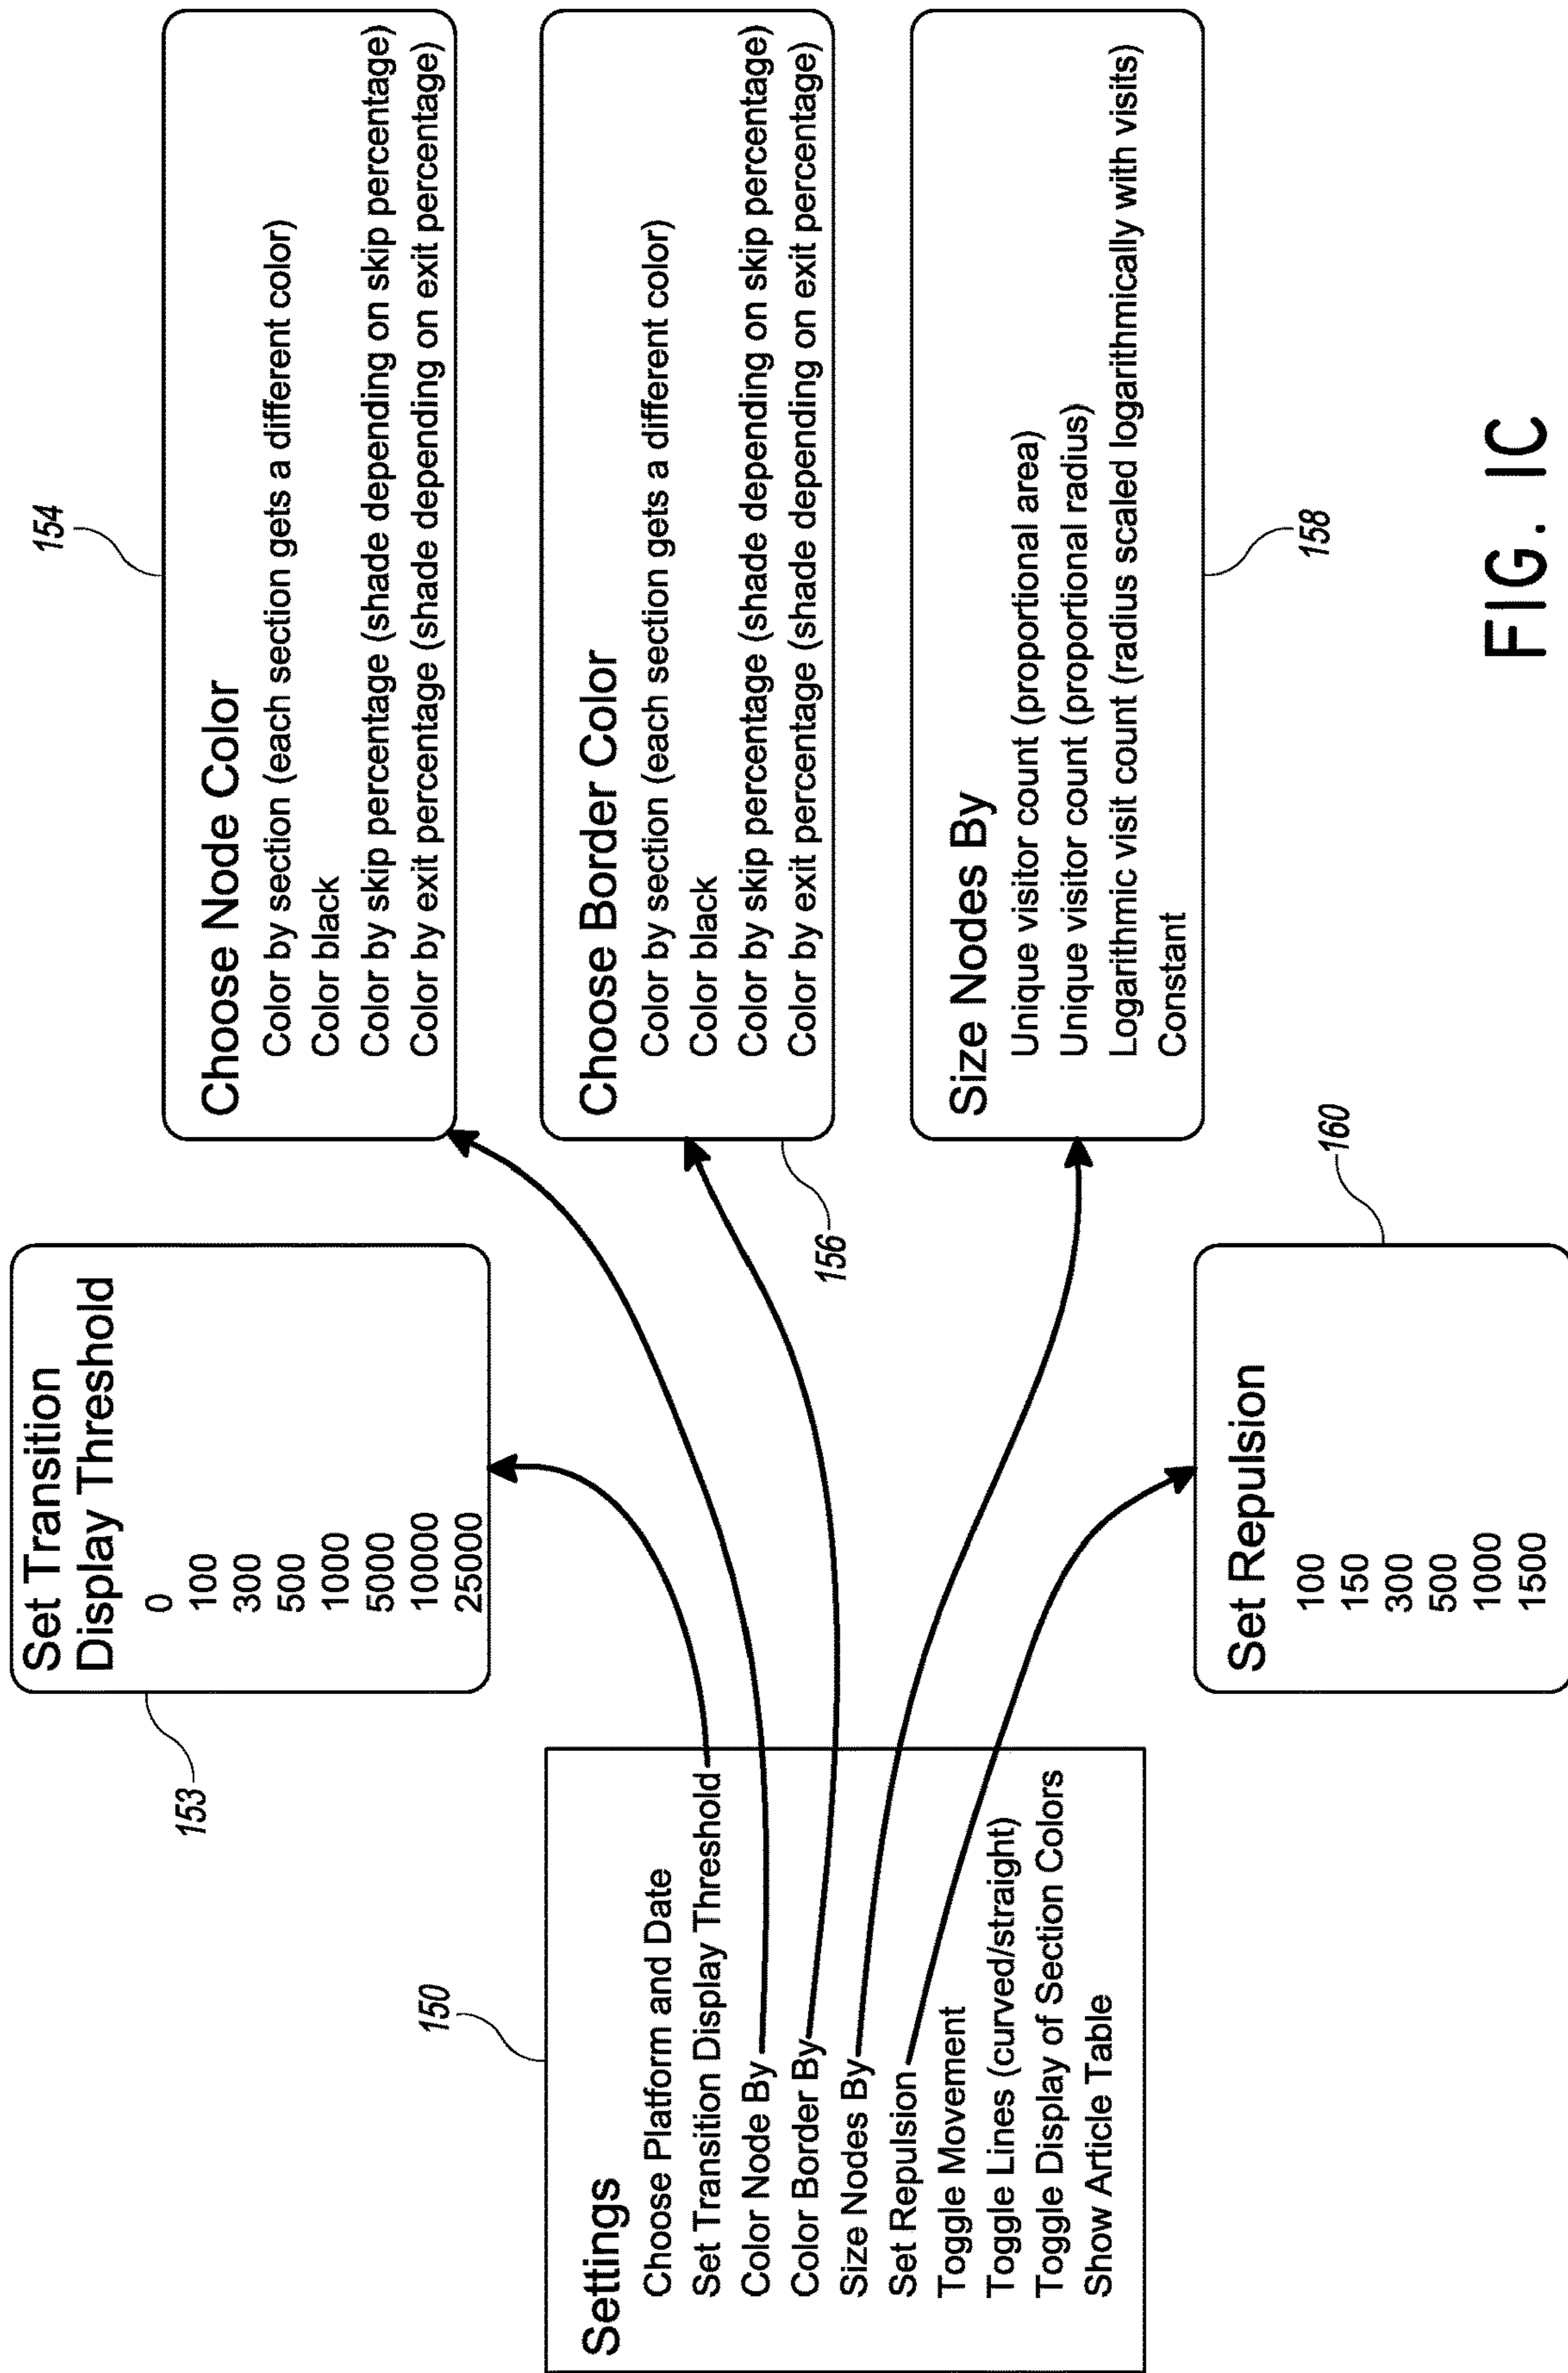 150
Settings
Choose Platform and Date
Set Transition Display Threshold
Color Node By
Color Border By
Size Nodes By
Set Repulsion
Toggle Movement
Toggle Lines (curved/straight)
Toggle Display of Section Colors
Show Article Table
153
Set Transition
Display Threshold
0
100
300
500
1000
5000
10000
25000
154
Choose Node Color
Color by section (each section gets a different color)
Color black
Color by skip percentage (shade depending on skip percentage)
Color by exit percentage (shade depending on exit percentage)
156
Choose Border Color
Color by section (each section gets a different color)
Color black
Color by skip percentage (shade depending on skip percentage)
Color by exit percentage (shade depending on exit percentage)
158
Size Nodes By
Unique visitor count (proportional area)
Unique visitor count (proportional radius)
Logarithmic visit count (radius scaled logarithmically with visits)
Constant
160
Set Repulsion
100
150
300
500
1000
1500
FIG. 1C